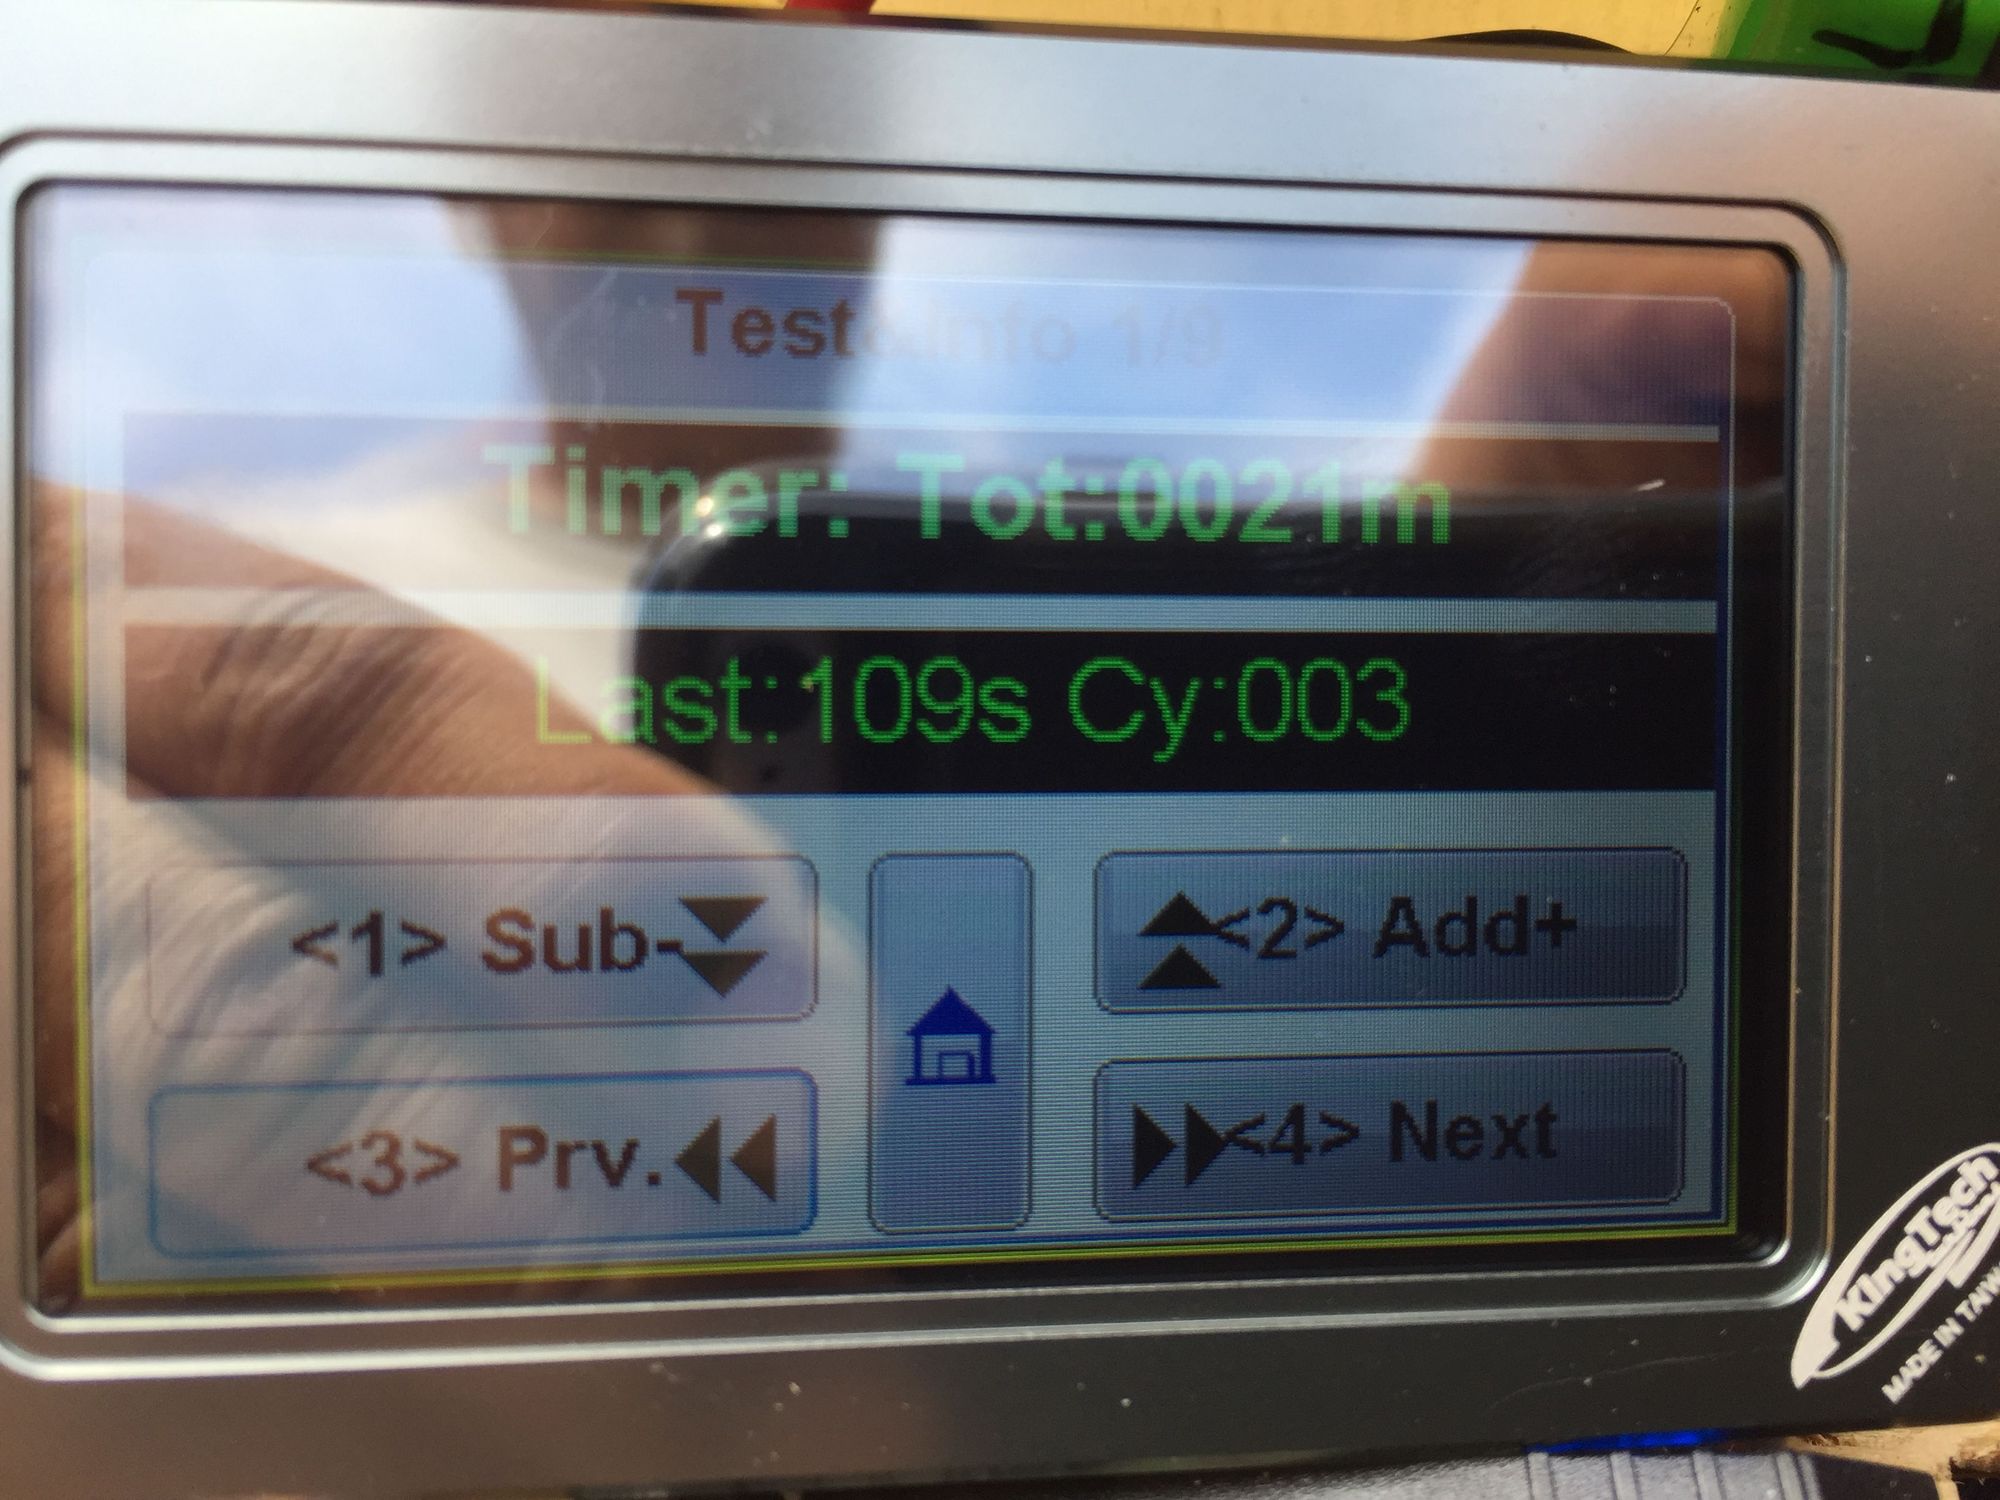 Test&Info 1/9
Timer: Tot:0021m
Last:109s Cy:003
<1> Sub-
<2> Add+
<3> Prv.
<4> Next
KingTech
MADE IN